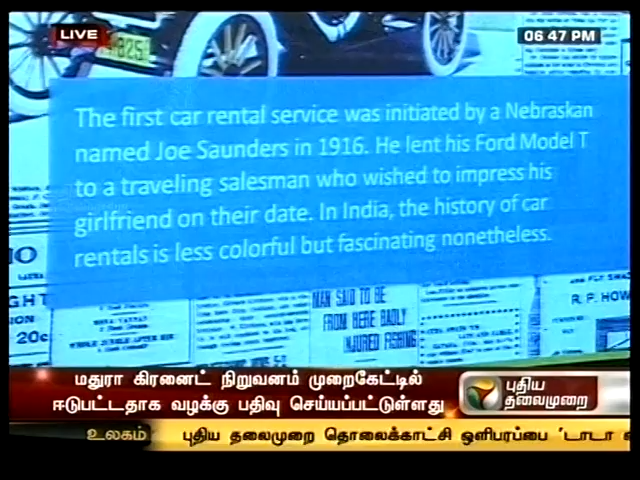 LIVE
06 47 PM
8251
The first car rental service was initiated by a Nebraskan
named Joe Saunders in 1916. He lent his Ford Model T
to a traveling salesman who wished to impress his
girlfriend on their date. In India, the history of car
rentals is less colorful but fascinating nonetheless.
20c
MAN SAID TO BE
FROM HERE BADLY
INJURED FISHING
R. P. HOW
மதுரா கிரனைட் நிறுவனம் முறைகேட்டில்
ஈடுபட்டதாக வழக்கு பதிவு செய்யப்பட்டுள்ளது
புதிய
தலைமுறை
உலகம் புதிய தலைமுறை தொலைக்காட்சி ஒளிபரப்பை 'டாடா